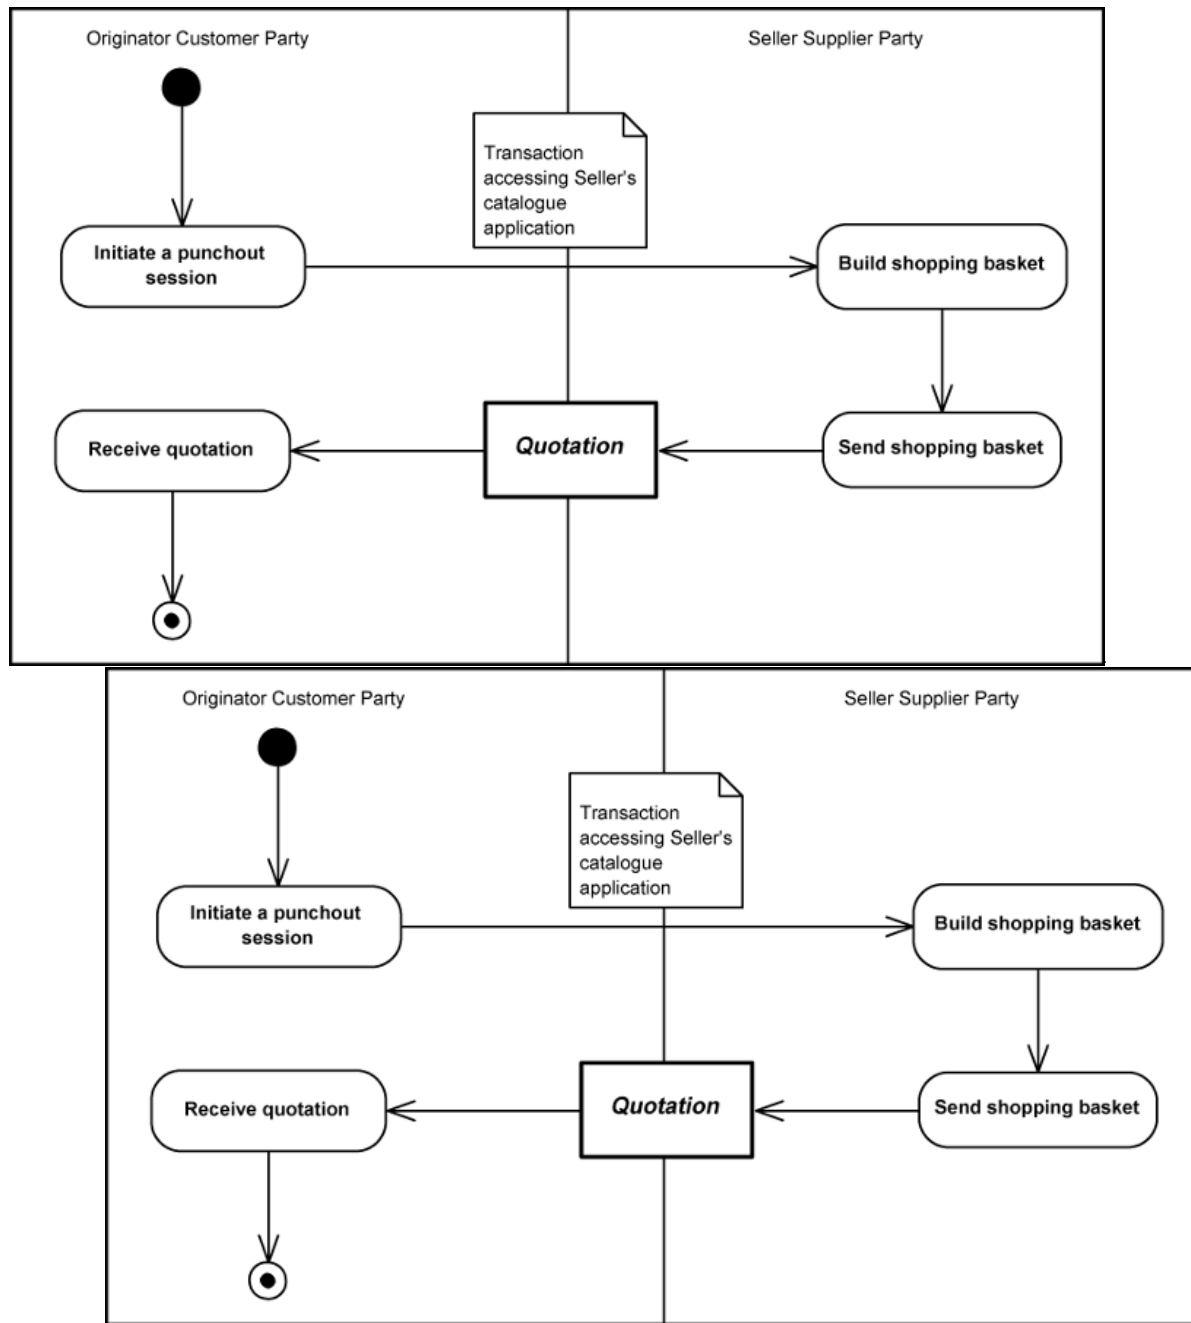 Originator Customer Party
Seller Supplier Party
Transaction
accessing Seller's
catalogue
application
Initiate a punchout
session
Build shopping basket
Receive quotation
Quotation
Send shopping basket
Originator Customer Party
Seller Supplier Party
Transaction
accessing Seller's
catalogue
application
Initiate a punchout
session
Build shopping basket
Receive quotation
Quotation
Send shopping basket